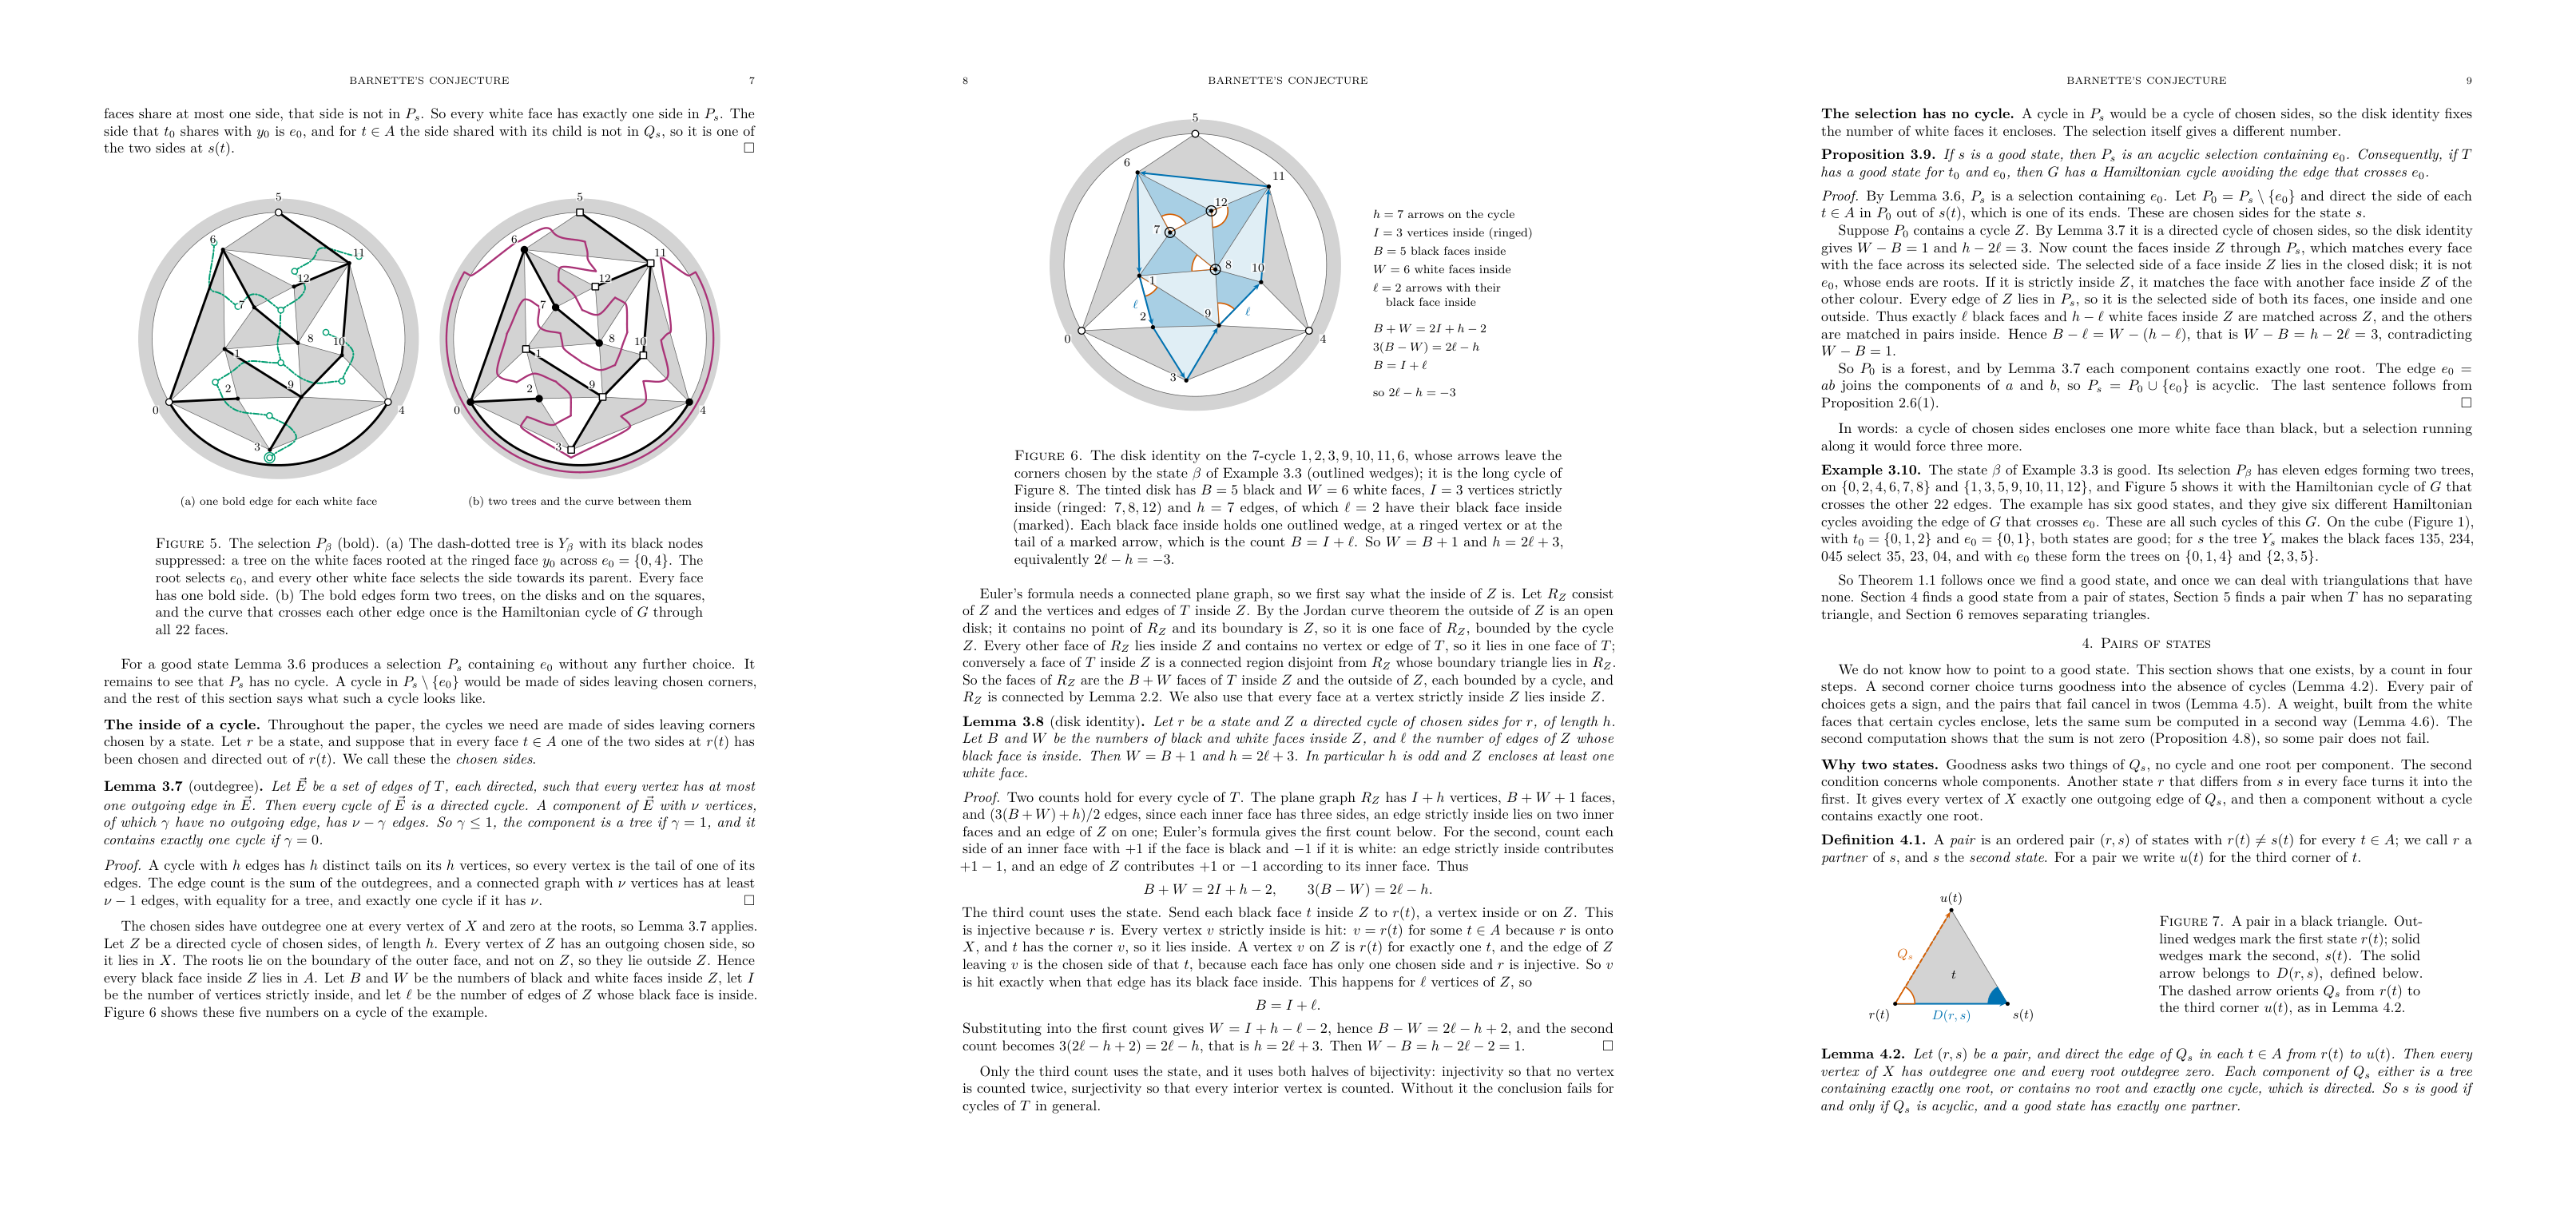 BARNETTE'S CONJECTURE 7
faces share at most one side, that side is not in P_s. So every white face has exactly one side in P_s. The
side that t_0 shares with y_0 is e_0, and for t ∈ A the side shared with its child is not in Q_s, so it is one of
the two sides at s(t). □
5
6
11
12
7
8
10
1
2
9
0
4
3
5
6
11
12
7
8
10
1
2
9
0
4
3
(a) one bold edge for each white face
(b) two trees and the curve between them
FIGURE 5. The selection P_β (bold). (a) The dash-dotted tree is Y_β with its black nodes
suppressed: a tree on the white faces rooted at the ringed face y_0 across e_0 = {0, 4}. The
root selects e_0, and every other white face selects the side towards its parent. Every face
has one bold side. (b) The bold edges form two trees, on the disks and on the squares,
and the curve that crosses each other edge once is the Hamiltonian cycle of G through
all 22 faces.
For a good state Lemma 3.6 produces a selection P_s containing e_0 without any further choice. It
remains to see that P_s has no cycle. A cycle in P_s \ {e_0} would be made of sides leaving chosen corners,
and the rest of this section says what such a cycle looks like.
The inside of a cycle. Throughout the paper, the cycles we need are made of sides leaving corners
chosen by a state. Let r be a state, and suppose that in every face t ∈ A one of the two sides at r(t) has
been chosen and directed out of r(t). We call these the chosen sides.
Lemma 3.7 (outdegree). Let E⃗ be a set of edges of T, each directed, such that every vertex has at most
one outgoing edge in E⃗. Then every cycle of E⃗ is a directed cycle. A component of E⃗ with ν vertices,
of which γ have no outgoing edge, has ν − γ edges. So γ ≤ 1, the component is a tree if γ = 1, and it
contains exactly one cycle if γ = 0.
Proof. A cycle with h edges has h distinct tails on its h vertices, so every vertex is the tail of one of its
edges. The edge count is the sum of the outdegrees, and a connected graph with ν vertices has at least
ν − 1 edges, with equality for a tree, and exactly one cycle if it has ν. □
The chosen sides have outdegree one at every vertex of X and zero at the roots, so Lemma 3.7 applies.
Let Z be a directed cycle of chosen sides, of length h. Every vertex of Z has an outgoing chosen side, so
it lies in X. The roots lie on the boundary of the outer face, and not on Z, so they lie outside Z. Hence
every black face inside Z lies in A. Let B and W be the numbers of black and white faces inside Z, let I
be the number of vertices strictly inside, and let ℓ be the number of edges of Z whose black face is inside.
Figure 6 shows these five numbers on a cycle of the example.
8 BARNETTE'S CONJECTURE
5
6
11
12
7
8
10
1
ℓ
2
9
ℓ
0
4
3
h = 7 arrows on the cycle
I = 3 vertices inside (ringed)
B = 5 black faces inside
W = 6 white faces inside
ℓ = 2 arrows with their
black face inside
B + W = 2I + h − 2
3(B − W) = 2ℓ − h
B = I + ℓ
so 2ℓ − h = −3
FIGURE 6. The disk identity on the 7-cycle 1, 2, 3, 9, 10, 11, 6, whose arrows leave the
corners chosen by the state β of Example 3.3 (outlined wedges); it is the long cycle of
Figure 8. The tinted disk has B = 5 black and W = 6 white faces, I = 3 vertices strictly
inside (ringed: 7, 8, 12) and h = 7 edges, of which ℓ = 2 have their black face inside
(marked). Each black face inside holds one outlined wedge, at a ringed vertex or at the
tail of a marked arrow, which is the count B = I + ℓ. So W = B + 1 and h = 2ℓ + 3,
equivalently 2ℓ − h = −3.
Euler's formula needs a connected plane graph, so we first say what the inside of Z is. Let R_Z consist
of Z and the vertices and edges of T inside Z. By the Jordan curve theorem the outside of Z is an open
disk; it contains no point of R_Z and its boundary is Z, so it is one face of R_Z, bounded by the cycle
Z. Every other face of R_Z lies inside Z and contains no vertex or edge of T, so it lies in one face of T;
conversely a face of T inside Z is a connected region disjoint from R_Z whose boundary triangle lies in R_Z.
So the faces of R_Z are the B + W faces of T inside Z and the outside of Z, each bounded by a cycle, and
R_Z is connected by Lemma 2.2. We also use that every face at a vertex strictly inside Z lies inside Z.
Lemma 3.8 (disk identity). Let r be a state and Z a directed cycle of chosen sides for r, of length h.
Let B and W be the numbers of black and white faces inside Z, and ℓ the number of edges of Z whose
black face is inside. Then W = B + 1 and h = 2ℓ + 3. In particular h is odd and Z encloses at least one
white face.
Proof. Two counts hold for every cycle of T. The plane graph R_Z has I + h vertices, B + W + 1 faces,
and (3(B + W) + h)/2 edges, since each inner face has three sides, an edge strictly inside lies on two inner
faces and an edge of Z on one; Euler's formula gives the first count below. For the second, count each
side of an inner face with +1 if the face is black and −1 if it is white: an edge strictly inside contributes
+1 − 1, and an edge of Z contributes +1 or −1 according to its inner face. Thus
B + W = 2I + h − 2, 3(B − W) = 2ℓ − h.
The third count uses the state. Send each black face t inside Z to r(t), a vertex inside or on Z. This
is injective because r is. Every vertex v strictly inside is hit: v = r(t) for some t ∈ A because r is onto
X, and t has the corner v, so it lies inside. A vertex v on Z is r(t) for exactly one t, and the edge of Z
leaving v is the chosen side of that t, because each face has only one chosen side and r is injective. So v
is hit exactly when that edge has its black face inside. This happens for ℓ vertices of Z, so
B = I + ℓ.
Substituting into the first count gives W = I + h − ℓ − 2, hence B − W = 2ℓ − h + 2, and the second
count becomes 3(2ℓ − h + 2) = 2ℓ − h, that is h = 2ℓ + 3. Then W − B = h − 2ℓ − 2 = 1. □
Only the third count uses the state, and it uses both halves of bijectivity: injectivity so that no vertex
is counted twice, surjectivity so that every interior vertex is counted. Without it the conclusion fails for
cycles of T in general.
BARNETTE'S CONJECTURE 9
The selection has no cycle. A cycle in P_s would be a cycle of chosen sides, so the disk identity fixes
the number of white faces it encloses. The selection itself gives a different number.
Proposition 3.9. If s is a good state, then P_s is an acyclic selection containing e_0. Consequently, if T
has a good state for t_0 and e_0, then G has a Hamiltonian cycle avoiding the edge that crosses e_0.
Proof. By Lemma 3.6, P_s is a selection containing e_0. Let P_0 = P_s \ {e_0} and direct the side of each
t ∈ A in P_0 out of s(t), which is one of its ends. These are chosen sides for the state s.
Suppose P_0 contains a cycle Z. By Lemma 3.7 it is a directed cycle of chosen sides, so the disk identity
gives W − B = 1 and h − 2ℓ = 3. Now count the faces inside Z through P_s, which matches every face
with the face across its selected side. The selected side of a face inside Z lies in the closed disk; it is not
e_0, whose ends are roots. If it is strictly inside Z, it matches the face with another face inside Z of the
other colour. Every edge of Z lies in P_s, so it is the selected side of both its faces, one inside and one
outside. Thus exactly ℓ black faces and h − ℓ white faces inside Z are matched across Z, and the others
are matched in pairs inside. Hence B − ℓ = W − (h − ℓ), that is W − B = h − 2ℓ = 3, contradicting
W − B = 1.
So P_0 is a forest, and by Lemma 3.7 each component contains exactly one root. The edge e_0 =
ab joins the components of a and b, so P_s = P_0 ∪ {e_0} is acyclic. The last sentence follows from
Proposition 2.6(1). □
In words: a cycle of chosen sides encloses one more white face than black, but a selection running
along it would force three more.
Example 3.10. The state β of Example 3.3 is good. Its selection P_β has eleven edges forming two trees,
on {0, 2, 4, 6, 7, 8} and {1, 3, 5, 9, 10, 11, 12}, and Figure 5 shows it with the Hamiltonian cycle of G that
crosses the other 22 edges. The example has six good states, and they give six different Hamiltonian
cycles avoiding the edge of G that crosses e_0. These are all such cycles of this G. On the cube (Figure 1),
with t_0 = {0, 1, 2} and e_0 = {0, 1}, both states are good; for s the tree Y_s makes the black faces 135, 234,
045 select 35, 23, 04, and with e_0 these form the trees on {0, 1, 4} and {2, 3, 5}.
So Theorem 1.1 follows once we find a good state, and once we can deal with triangulations that have
none. Section 4 finds a good state from a pair of states, Section 5 finds a pair when T has no separating
triangle, and Section 6 removes separating triangles.
4. PAIRS OF STATES
We do not know how to point to a good state. This section shows that one exists, by a count in four
steps. A second corner choice turns goodness into the absence of cycles (Lemma 4.2). Every pair of
choices gets a sign, and the pairs that fail cancel in twos (Lemma 4.5). A weight, built from the white
faces that certain cycles enclose, lets the same sum be computed in a second way (Lemma 4.6). The
second computation shows that the sum is not zero (Proposition 4.8), so some pair does not fail.
Why two states. Goodness asks two things of Q_s, no cycle and one root per component. The second
condition concerns whole components. Another state r that differs from s in every face turns it into the
first. It gives every vertex of X exactly one outgoing edge of Q_s, and then a component without a cycle
contains exactly one root.
Definition 4.1. A pair is an ordered pair (r, s) of states with r(t) ≠ s(t) for every t ∈ A; we call r a
partner of s, and s the second state. For a pair we write u(t) for the third corner of t.
u(t)
Q_s
t
r(t)
D(r, s)
s(t)
FIGURE 7. A pair in a black triangle. Out-
lined wedges mark the first state r(t); solid
wedges mark the second, s(t). The solid
arrow belongs to D(r, s), defined below.
The dashed arrow orients Q_s from r(t) to
the third corner u(t), as in Lemma 4.2.
Lemma 4.2. Let (r, s) be a pair, and direct the edge of Q_s in each t ∈ A from r(t) to u(t). Then every
vertex of X has outdegree one and every root outdegree zero. Each component of Q_s either is a tree
containing exactly one root, or contains no root and exactly one cycle, which is directed. So s is good if
and only if Q_s is acyclic, and a good state has exactly one partner.